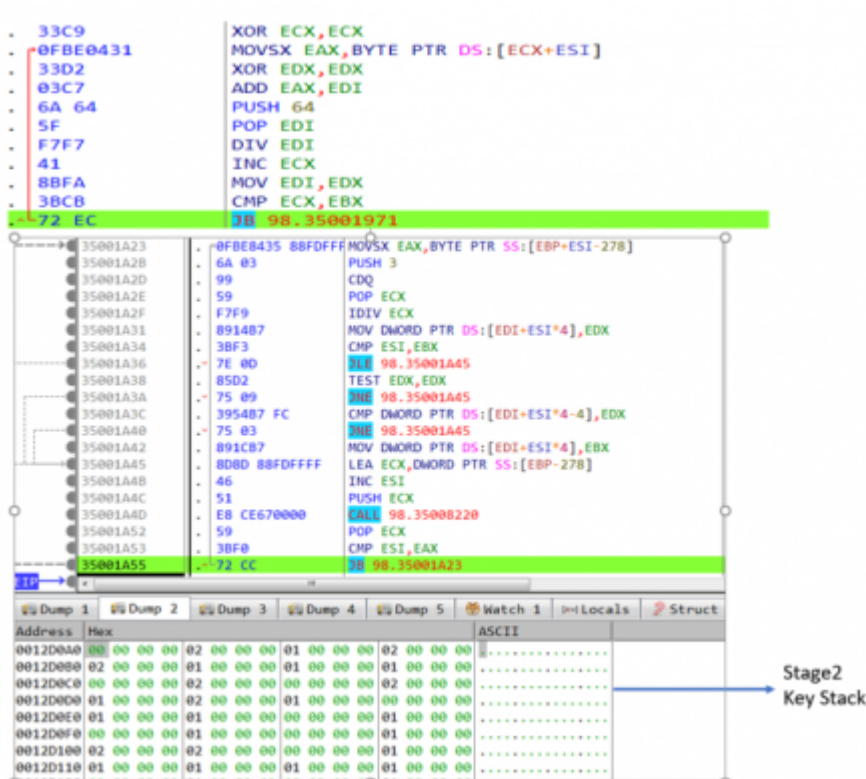 . 33C9 XOR ECX,ECX
. 0FBE0431 MOVSX EAX,BYTE PTR DS:[ECX+ESI]
. 33D2 XOR EDX,EDX
. 03C7 ADD EAX,EDI
. 6A 64 PUSH 64
. 5F POP EDI
. F7F7 DIV EDI
. 41 INC ECX
. 8BFA MOV EDI,EDX
. 3BCB CMP ECX,EBX
. 72 EC JB 98.35001971
35001A23 . 0FBE8435 88FDFFFF MOVSX EAX,BYTE PTR SS:[EBP+ESI-278]
35001A2B . 6A 03 PUSH 3
35001A2D . 99 CDQ
35001A2E . 59 POP ECX
35001A2F . F7F9 IDIV ECX
35001A31 . 8914B7 MOV DWORD PTR DS:[EDI+ESI*4],EDX
35001A34 . 3BF3 CMP ESI,EBX
35001A36 . 7E 0D JLE 98.35001A45
35001A38 . 85D2 TEST EDX,EDX
35001A3A . 75 09 JNE 98.35001A45
35001A3C . 3954B7 FC CMP DWORD PTR DS:[EDI+ESI*4-4],EDX
35001A40 . 75 03 JNE 98.35001A45
35001A42 . 891CB7 MOV DWORD PTR DS:[EDI+ESI*4],EBX
35001A45 . 8D8D 88FDFFFF LEA ECX,DWORD PTR SS:[EBP-278]
35001A4B . 46 INC ESI
35001A4C . 51 PUSH ECX
35001A4D . E8 CE670000 CALL 98.35008220
35001A52 . 59 POP ECX
35001A53 . 3BF0 CMP ESI,EAX
35001A55 . 72 CC JB 98.35001A23
EIP
Dump 1 Dump 2 Dump 3 Dump 4 Dump 5 Watch 1 Locals Struct
Address Hex ASCII
0012D0A0 00 00 00 00 02 00 00 00 01 00 00 00 02 00 00 00 ................
0012D0B0 02 00 00 00 01 00 00 00 01 00 00 00 01 00 00 00 ................
0012D0C0 00 00 00 00 02 00 00 00 00 00 00 00 02 00 00 00 ................
0012D0D0 01 00 00 00 02 00 00 00 01 00 00 00 00 00 00 00 ................
0012D0E0 01 00 00 00 01 00 00 00 00 00 00 00 01 00 00 00 ................
0012D0F0 00 00 00 00 01 00 00 00 00 00 00 00 01 00 00 00 ................
0012D100 02 00 00 00 02 00 00 00 00 00 00 00 01 00 00 00 ................
0012D110 01 00 00 00 01 00 00 00 01 00 00 00 01 00 00 00 ................
Stage2
Key Stack